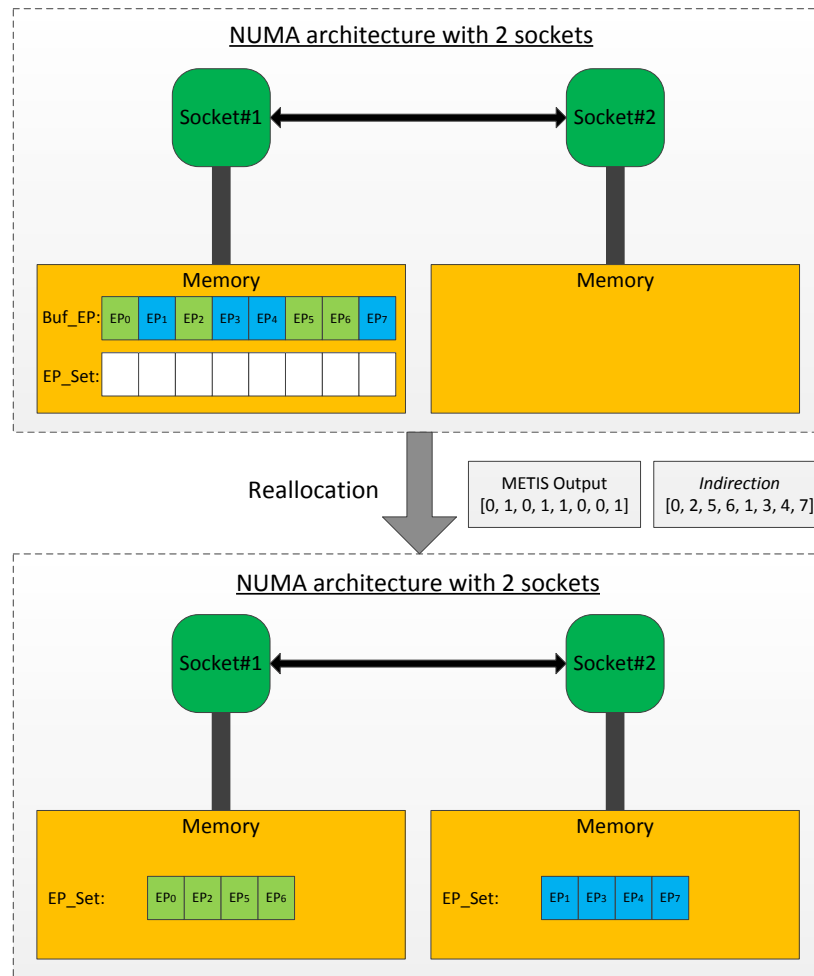 NUMA architecture with 2 sockets
Socket#1 Socket#2
Memory Memory
Buf_EP: EP0 EP1 EP2 EP3 EP4 EP5 EP6 EP7
EP_Set:
Reallocation
METIS Output
[0, 1, 0, 1, 1, 0, 0, 1]
Indirection
[0, 2, 5, 6, 1, 3, 4, 7]
NUMA architecture with 2 sockets
Socket#1 Socket#2
Memory Memory
EP_Set: EP0 EP2 EP5 EP6 EP_Set: EP1 EP3 EP4 EP7